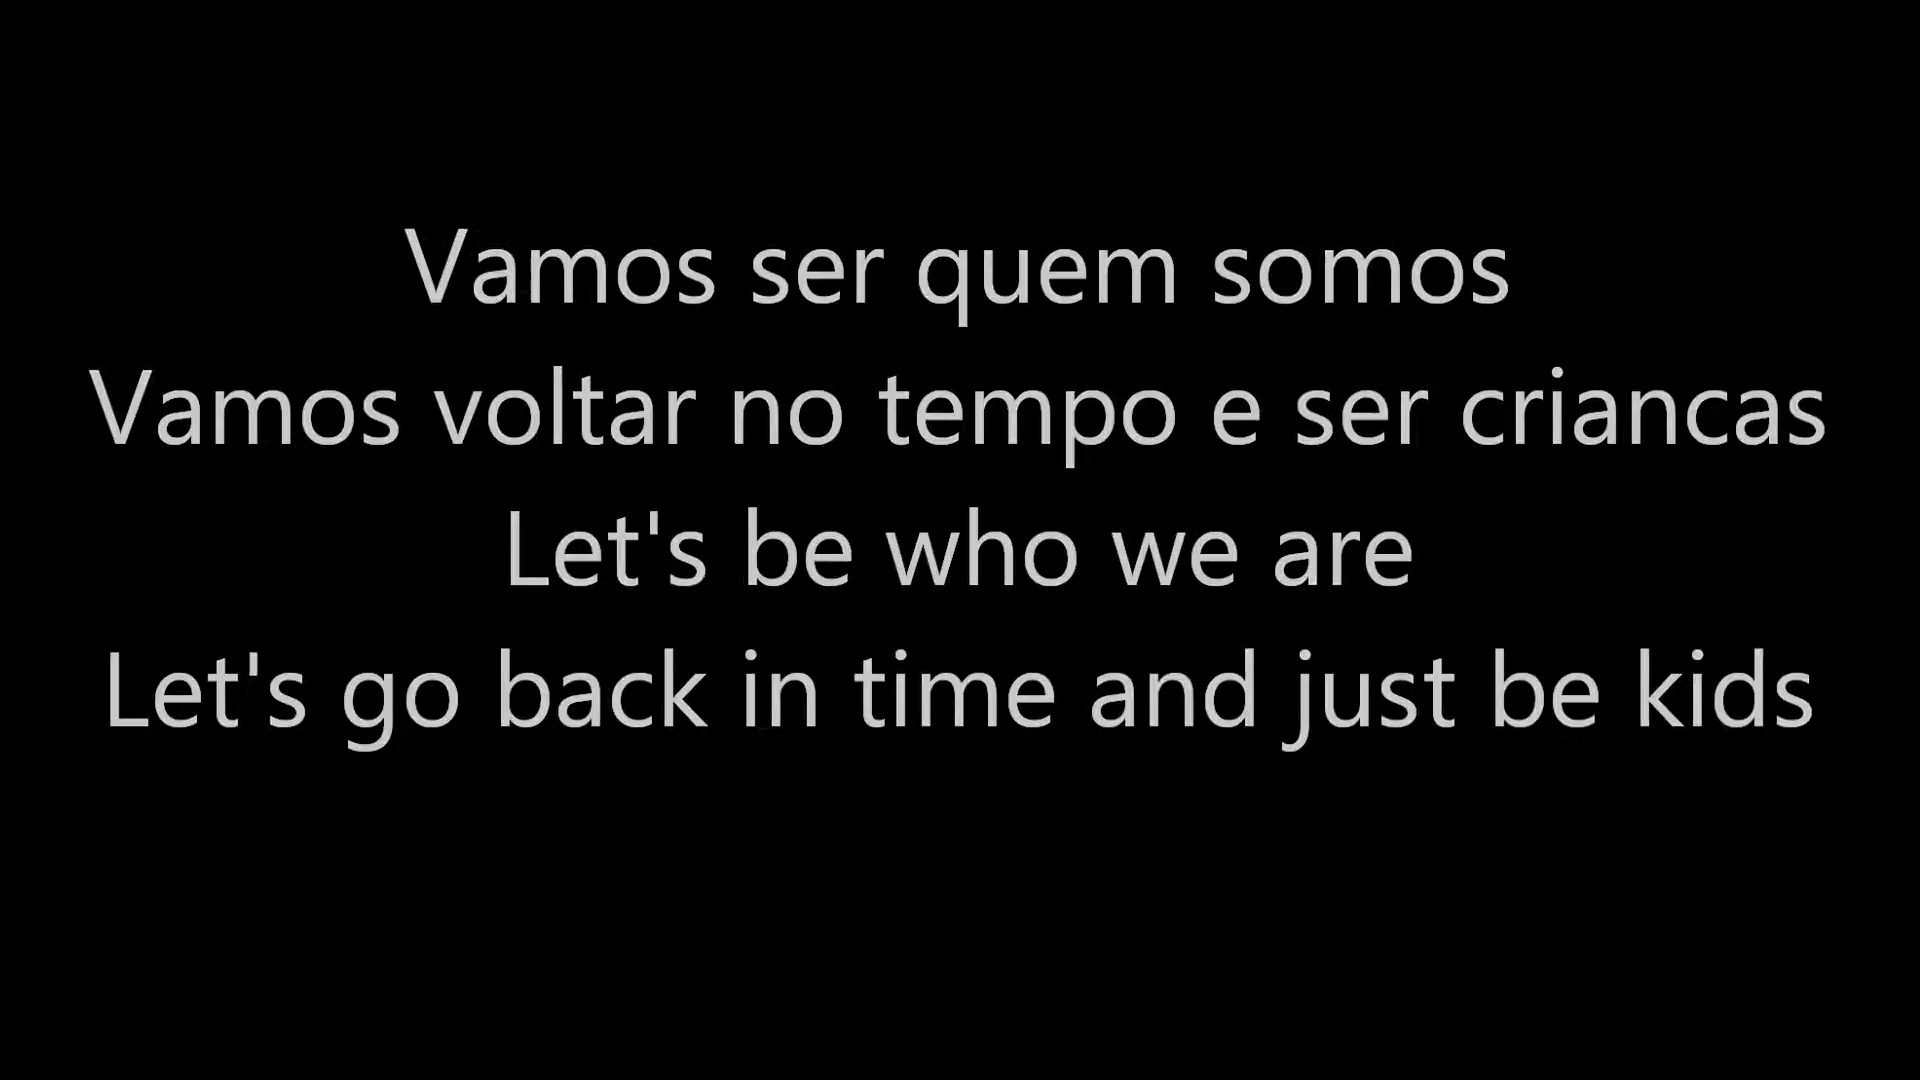 Vamos ser quem somos
Vamos voltar no tempo e ser criancas
Let's be who we are
Let's go back in time and just be kids